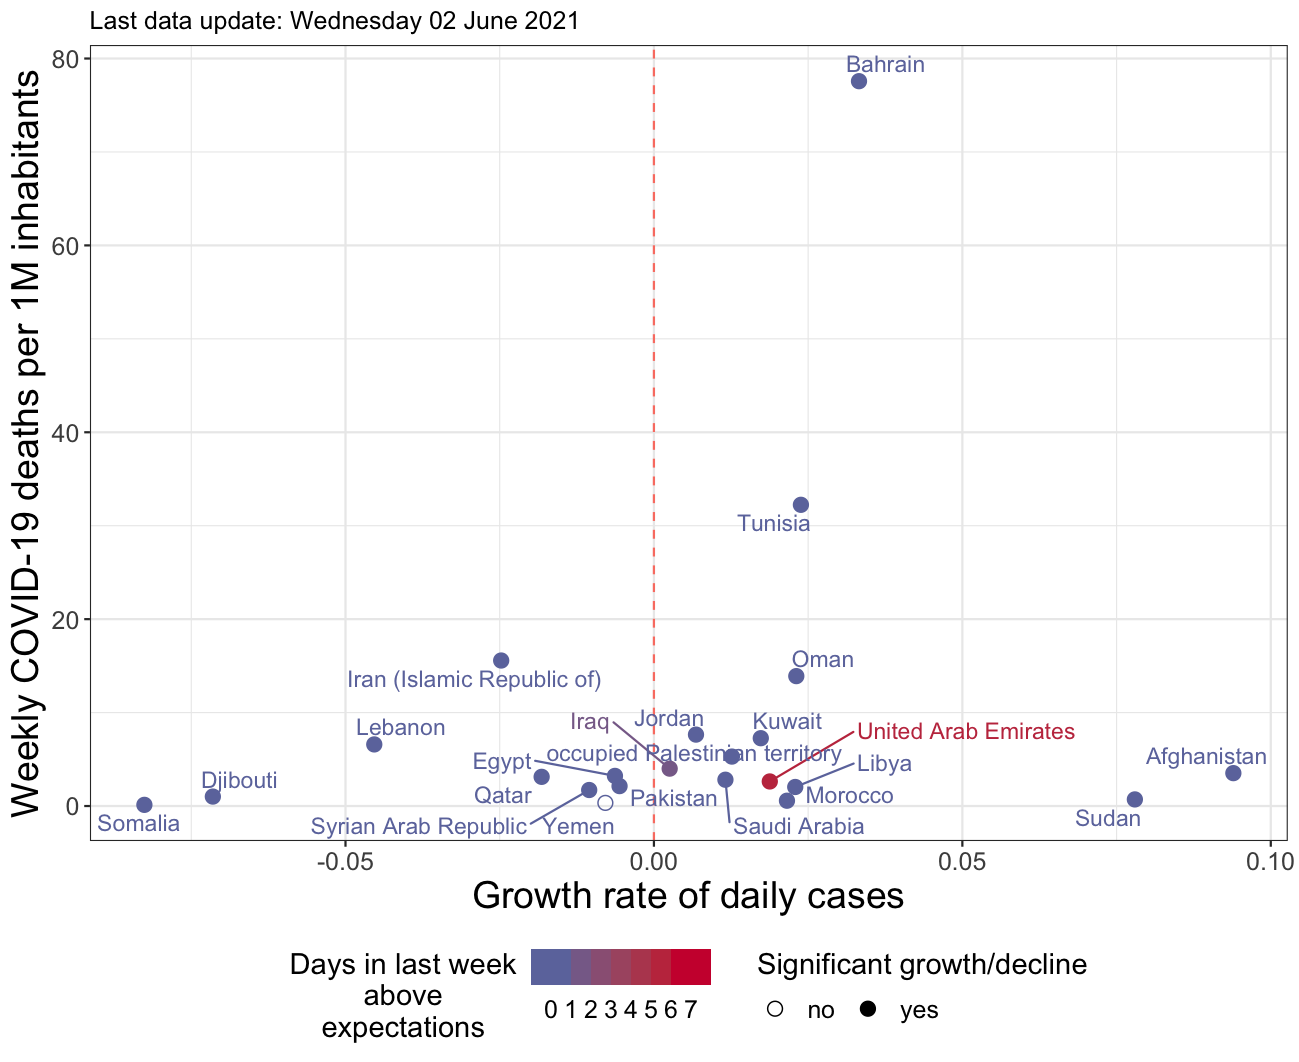 Last data update: Wednesday 02 June 2021
Weekly COVID-19 deaths per 1M inhabitants
80
60
40
20
0
Bahrain
Tunisia
Oman
Iran (Islamic Republic of)
Iraq
Jordan
Kuwait
Lebanon
United Arab Emirates
occupied Palestinian territory
Afghanistan
Egypt
Libya
Djibouti
Qatar
Pakistan
Morocco
Somalia
Syrian Arab Republic
Yemen
Saudi Arabia
Sudan
-0.05
0.00
0.05
0.10
Growth rate of daily cases
Days in last week
above
expectations
0 1 2 3 4 5 6 7
Significant growth/decline
no
yes